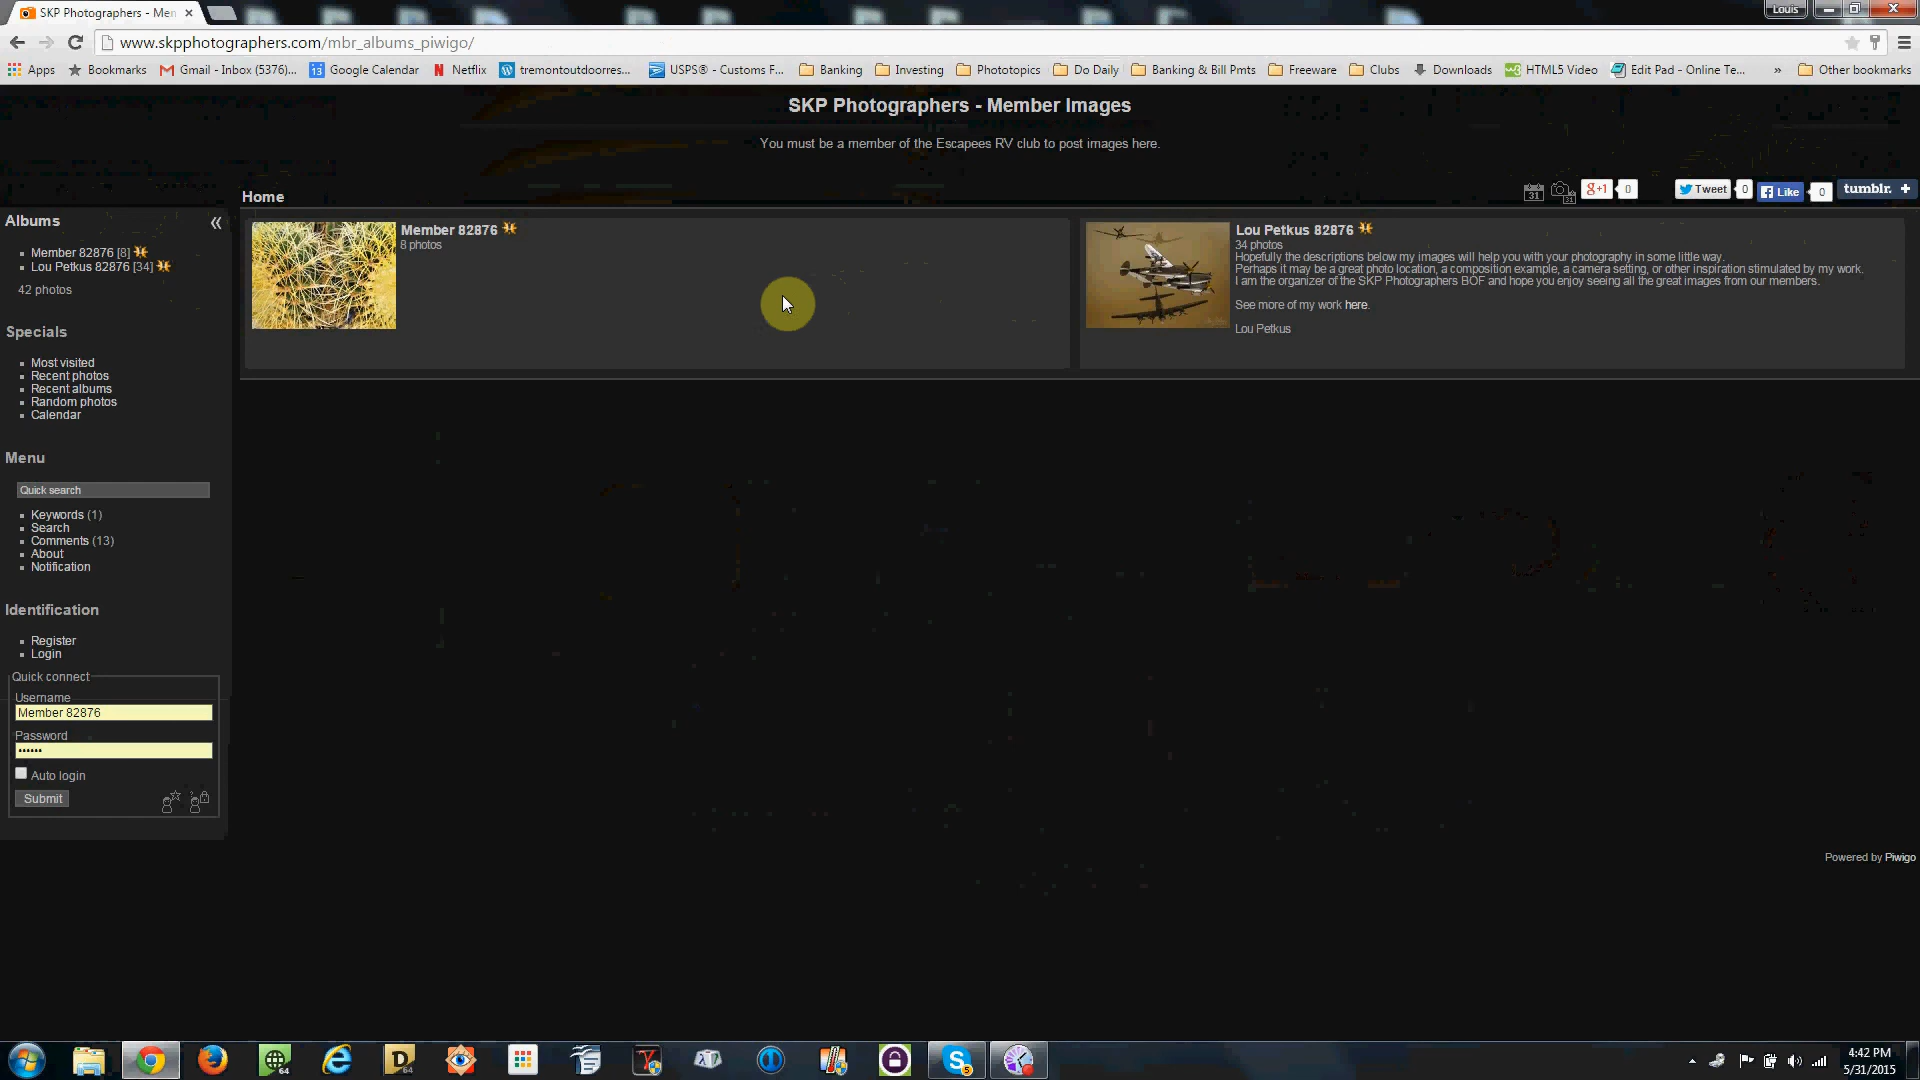 SKP Photographers - Men
Louis
www.skpphotographers.com/mbr_albums_piwigo/
Apps
Bookmarks
Gmail - Inbox (5376)...
13
Google Calendar
Netflix
tremontoutdoorres...
USPS® - Customs F...
Banking
Investing
Phototopics
Do Daily
Banking & Bill Pmts
Freeware
Clubs
Downloads
HTML5 Video
Edit Pad - Online Te...
»
Other bookmarks
SKP Photographers - Member Images
You must be a member of the Escapees RV club to post images here.
Home
31
g+1 0
Tweet 0
Like 0
tumblr. +
Albums
«
Member 82876 [8]
Lou Petkus 82876 [34]
42 photos
Specials
Most visited
Recent photos
Recent albums
Random photos
Calendar
Menu
Quick search
Keywords (1)
Search
Comments (13)
About
Notification
Identification
Register
Login
Quick connect
Username
Member 82876
Password
••••••
Auto login
Submit
Member 82876
8 photos
Lou Petkus 82876
34 photos
Hopefully the descriptions below my images will help you with your photography in some little way.
Perhaps it may be a great photo location, a composition example, a camera setting, or other inspiration stimulated by my work.
I am the organizer of the SKP Photographers BOF and hope you enjoy seeing all the great images from our members.
See more of my work here.
Lou Petkus
Powered by Piwigo
64
64
5
4:42 PM
5/31/2015